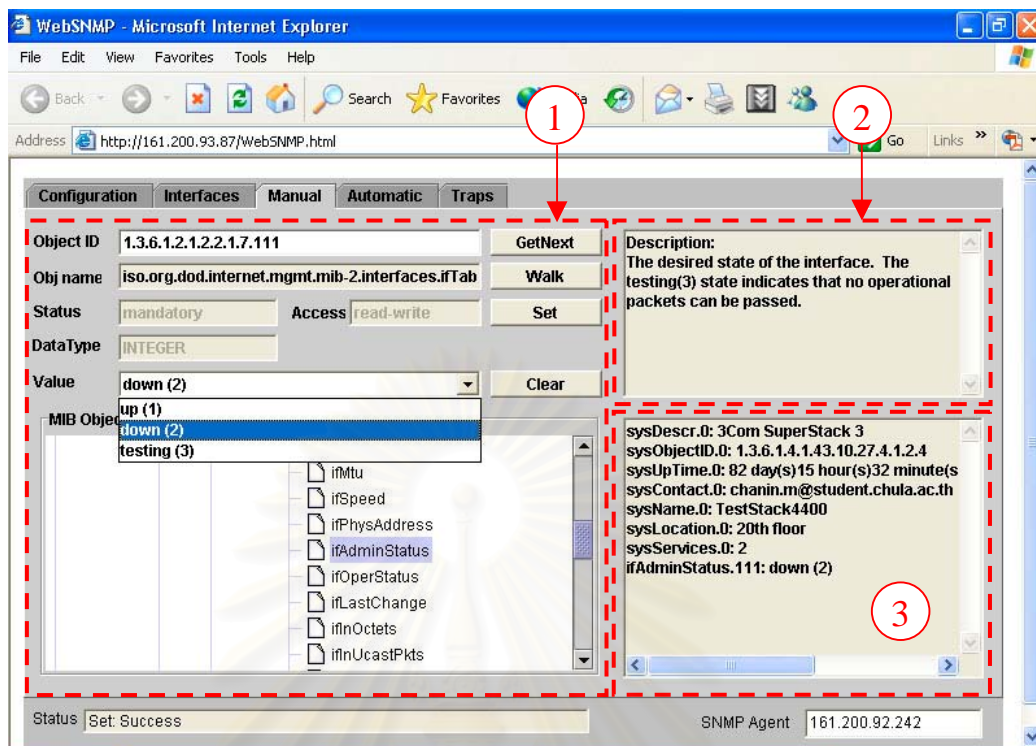 WebSNMP - Microsoft Internet Explorer
File Edit View Favorites Tools Help
Back Search Favorites
Address http://161.200.93.87/WebSNMP.html Go Links »
1
2
Configuration Interfaces Manual Automatic Traps
Object ID 1.3.6.1.2.1.2.2.1.7.111 GetNext
Obj name iso.org.dod.internet.mgmt.mib-2.interfaces.ifTab Walk
Status mandatory Access read-write Set
DataType INTEGER
Value down (2) Clear
up (1)
down (2)
testing (3)
MIB Objec
ifMtu
ifSpeed
ifPhysAddress
ifAdminStatus
ifOperStatus
ifLastChange
ifInOctets
ifInUcastPkts
Description:
The desired state of the interface. The
testing(3) state indicates that no operational
packets can be passed.
sysDescr.0: 3Com SuperStack 3
sysObjectID.0: 1.3.6.1.4.1.43.10.27.4.1.2.4
sysUpTime.0: 82 day(s)15 hour(s)32 minute(s
sysContact.0: chanin.m@student.chula.ac.th
sysName.0: TestStack4400
sysLocation.0: 20th floor
sysServices.0: 2
ifAdminStatus.111: down (2)
3
Status Set: Success SNMP Agent 161.200.92.242